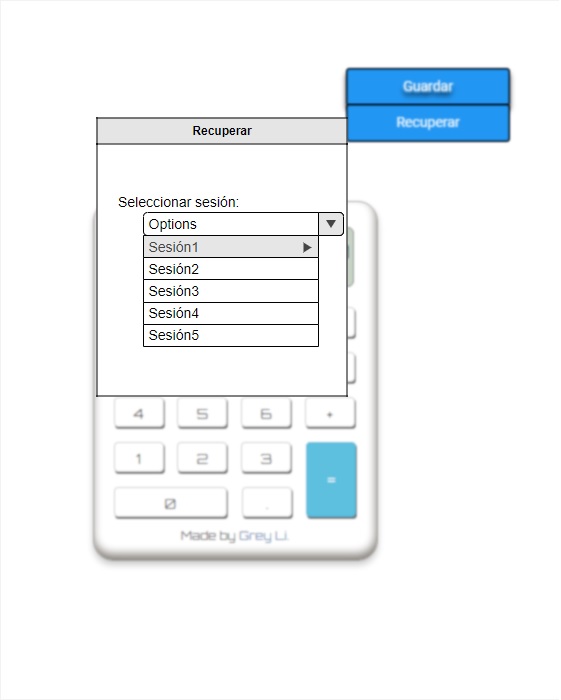 Guardar
Recuperar
Recuperar
Seleccionar sesión:
Options
Sesión1
Sesión2
Sesión3
Sesión4
Sesión5
4 5 6 +
1 2 3 =
0 .
Made by Grey Li.